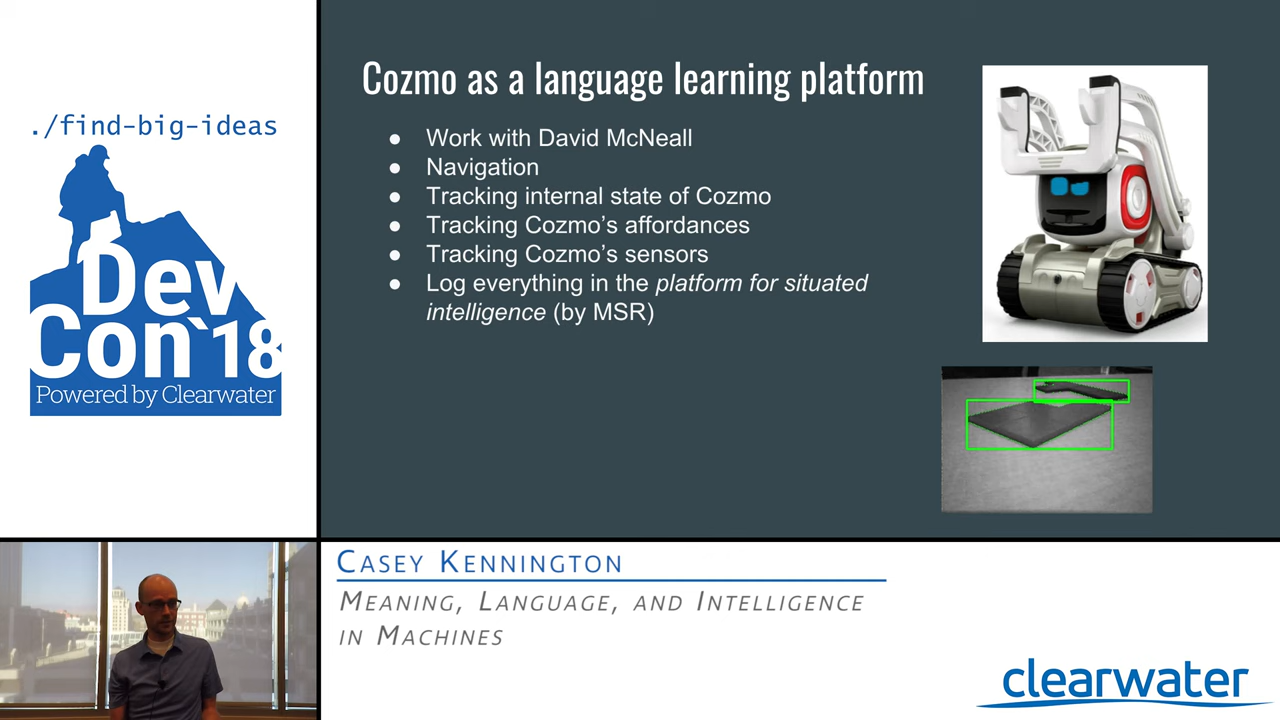 ./find-big-ideas
Dev
Con`18
Powered by Clearwater
Cozmo as a language learning platform
● Work with David McNeall
● Navigation
● Tracking internal state of Cozmo
● Tracking Cozmo’s affordances
● Tracking Cozmo’s sensors
● Log everything in the platform for situated
intelligence (by MSR)
Casey Kennington
Meaning, Language, and Intelligence
in Machines
clearwater